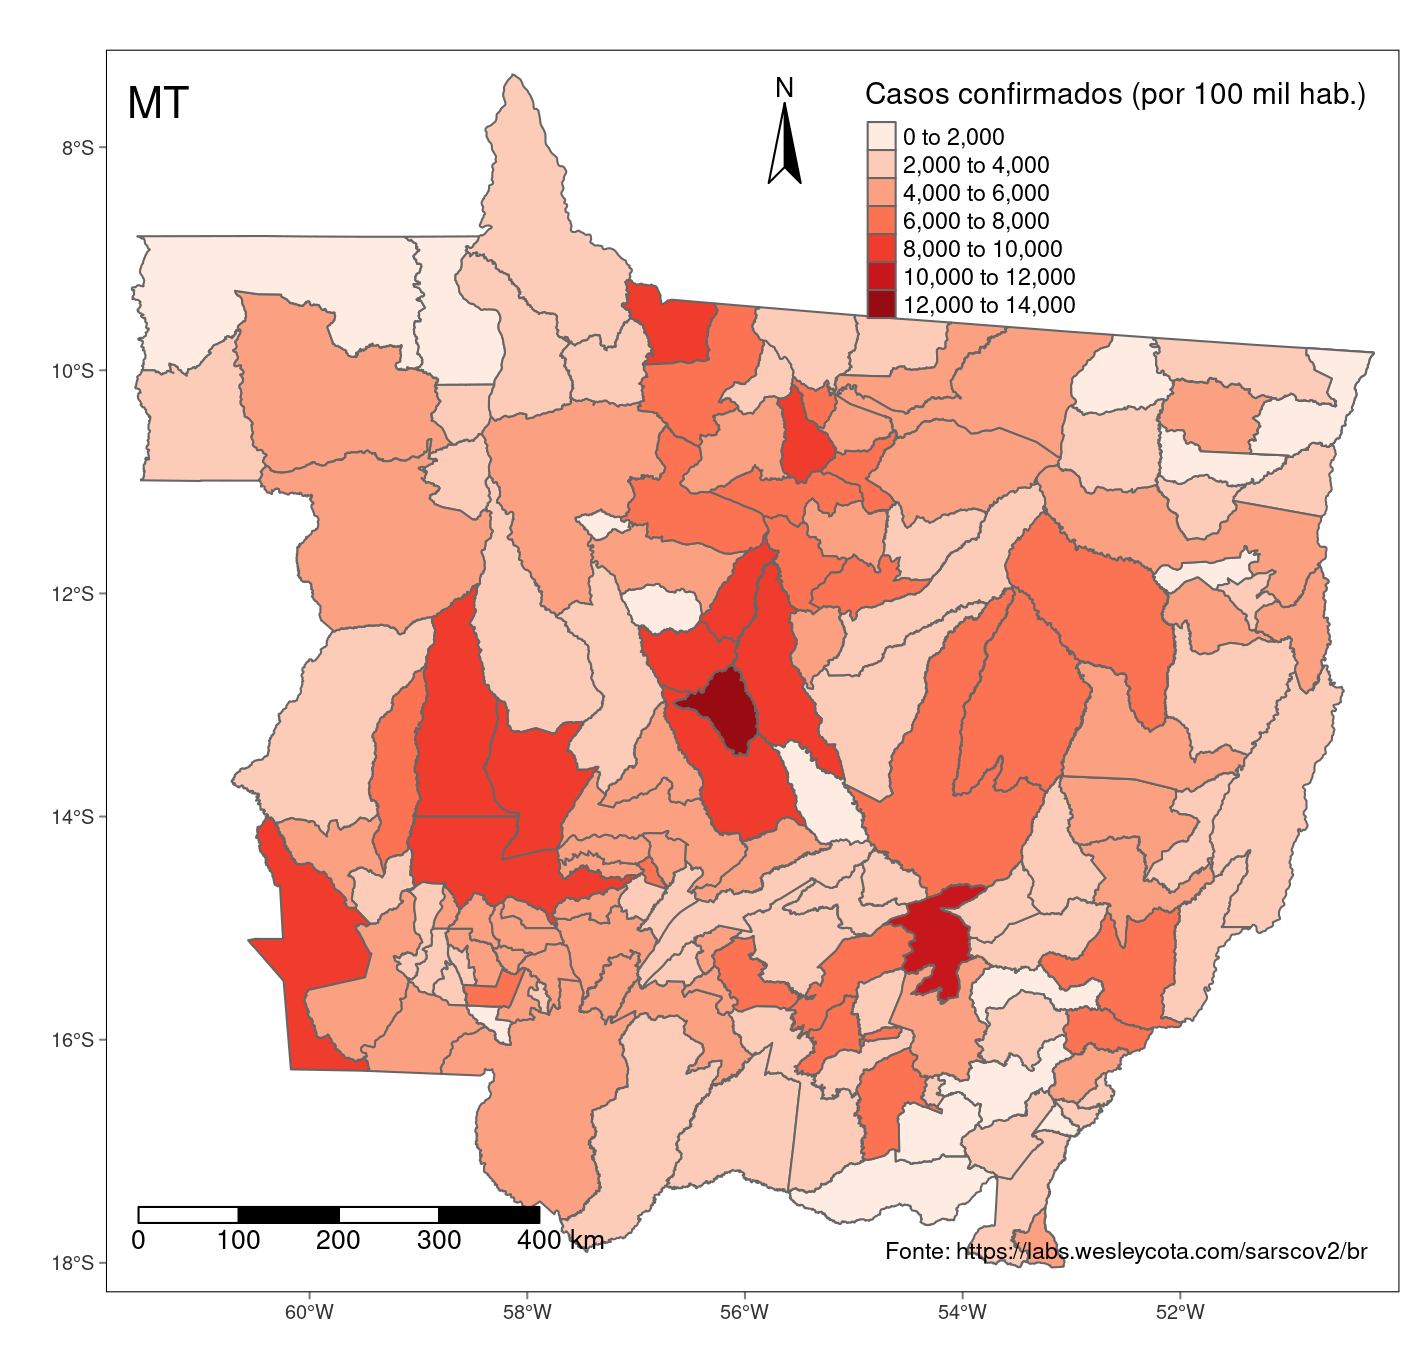 MT
N
Casos confirmados (por 100 mil hab.)
0 to 2,000
2,000 to 4,000
4,000 to 6,000
6,000 to 8,000
8,000 to 10,000
10,000 to 12,000
12,000 to 14,000
8°S
10°S
12°S
14°S
16°S
18°S
0 100 200 300 400 km
Fonte: https://labs.wesleycota.com/sarscov2/br
60°W 58°W 56°W 54°W 52°W